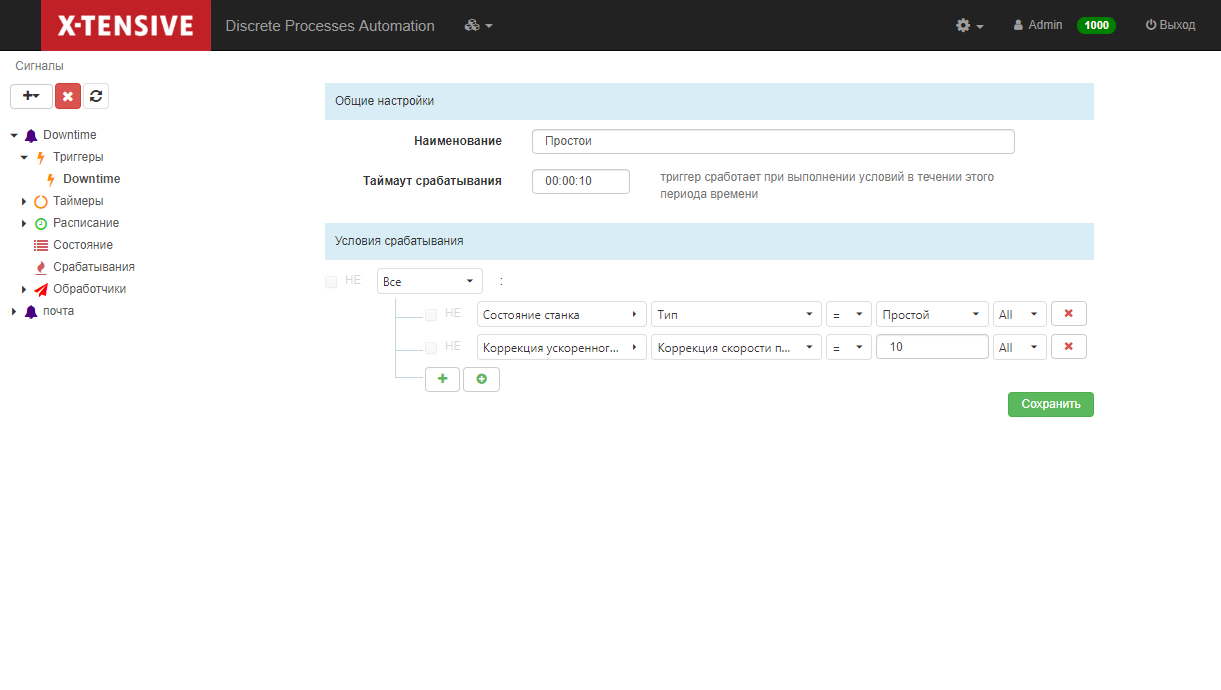 X-TENSIVE Discrete Processes Automation Admin 1000 Выход
Сигналы
Downtime
Триггеры
Downtime
Таймеры
Расписание
Состояние
Срабатывания
Обработчики
почта
Общие настройки
Наименование Простои
Таймаут срабатывания 00:00:10 триггер сработает при выполнении условий в течении этого
периода времени
Условия срабатывания
НЕ Все :
НЕ Состояние станка Тип = Простой All
НЕ Коррекция ускоренног... Коррекция скорости п... = 10 All
Сохранить